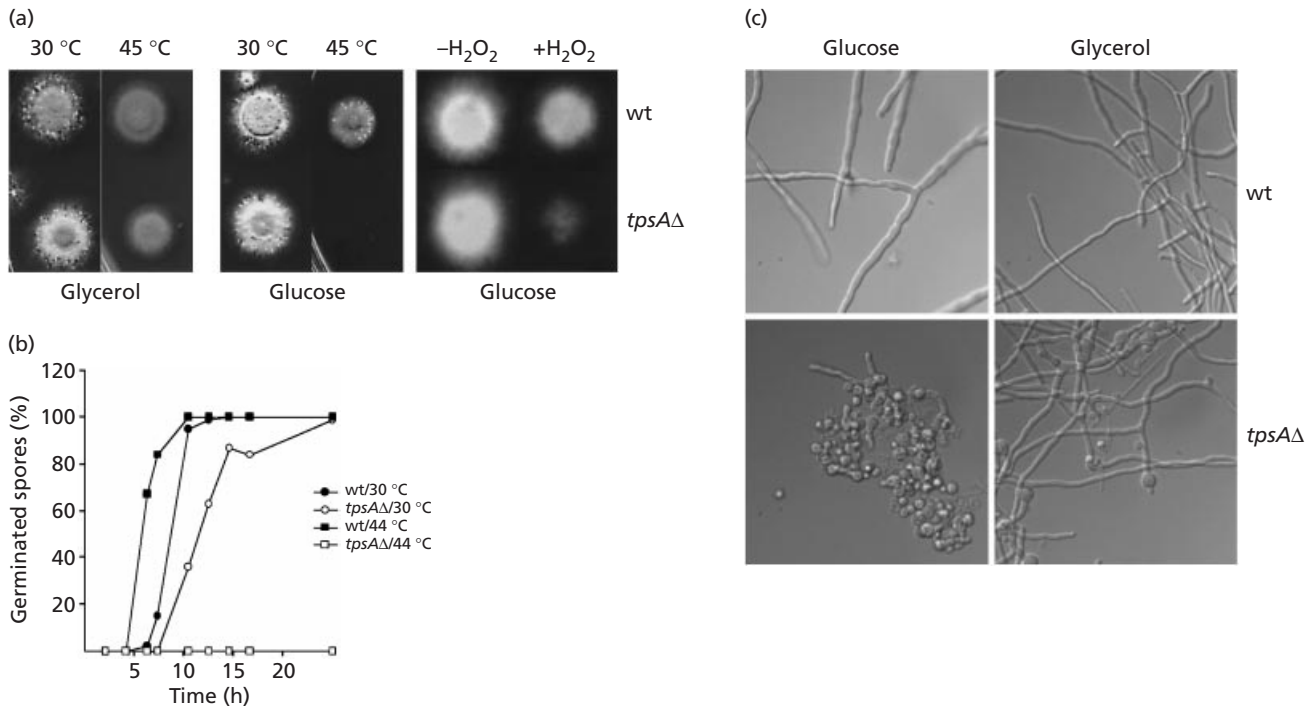 (a)
30 °C 45 °C 30 °C 45 °C –H₂O₂ +H₂O₂
wt
tpsAΔ
Glycerol Glucose Glucose
(b)
120
100
80
60
40
20
Germinated spores (%)
5 10 15 20
Time (h)
wt/30 °C
tpsAΔ/30 °C
wt/44 °C
tpsAΔ/44 °C
(c)
Glucose Glycerol
wt
tpsAΔ